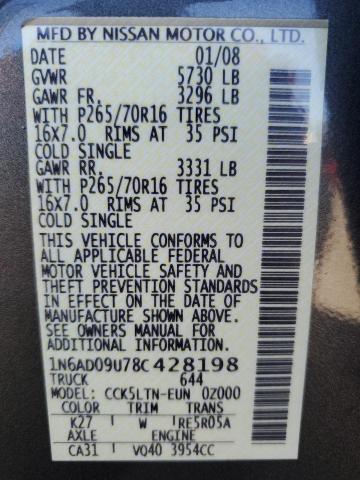 MFD BY NISSAN MOTOR CO., LTD.
DATE 01/08
GVWR 5730 LB
GAWR FR. 3296 LB
WITH P265/70R16 TIRES
16x7.0 RIMS AT 35 PSI
COLD SINGLE
GAWR RR. 3331 LB
WITH P265/70R16 TIRES
16x7.0 RIMS AT 35 PSI
COLD SINGLE
THIS VEHICLE CONFORMS TO
ALL APPLICABLE FEDERAL
MOTOR VEHICLE SAFETY AND
THEFT PREVENTION STANDARDS
IN EFFECT ON THE DATE OF
MANUFACTURE SHOWN ABOVE.
SEE OWNERS MANUAL FOR
ADDITIONAL INFORMATION.
1N6AD09U78C428198
TRUCK 644
MODEL: CCK5LTN-EUN 0Z000
COLOR TRIM TRANS
K27 W RE5R05A
AXLE ENGINE
CA31 VQ40 3954CC